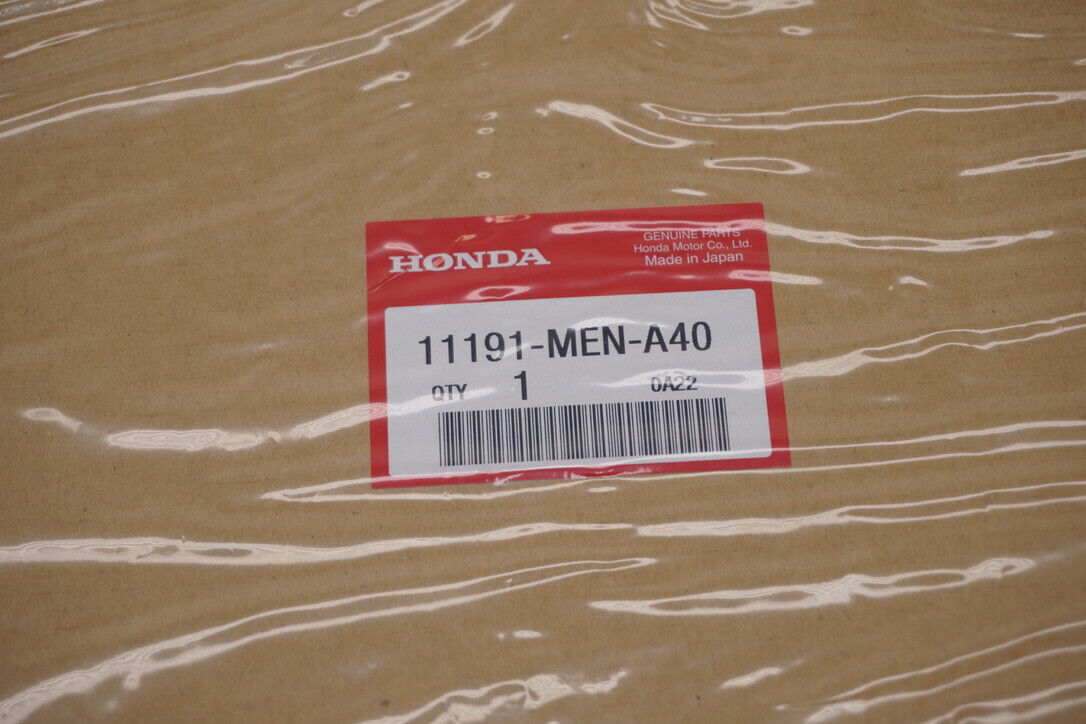 HONDA
GENUINE PARTS
Honda Motor Co., Ltd.
Made in Japan
11191-MEN-A40
QTY 1 0A22